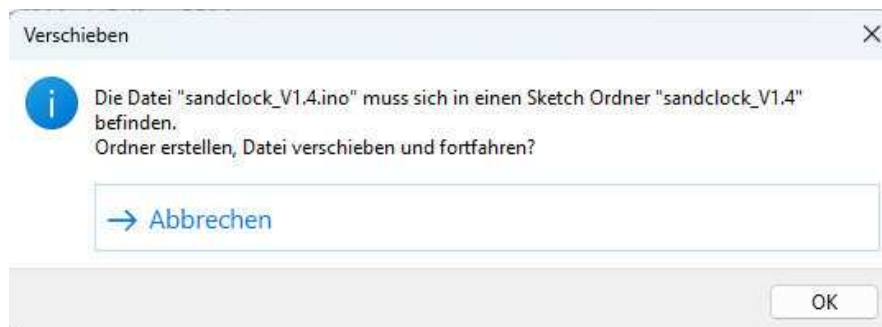 Verschieben
Die Datei "sandclock_V1.4.ino" muss sich in einen Sketch Ordner "sandclock_V1.4"
befinden.
Ordner erstellen, Datei verschieben und fortfahren?
→ Abbrechen
OK